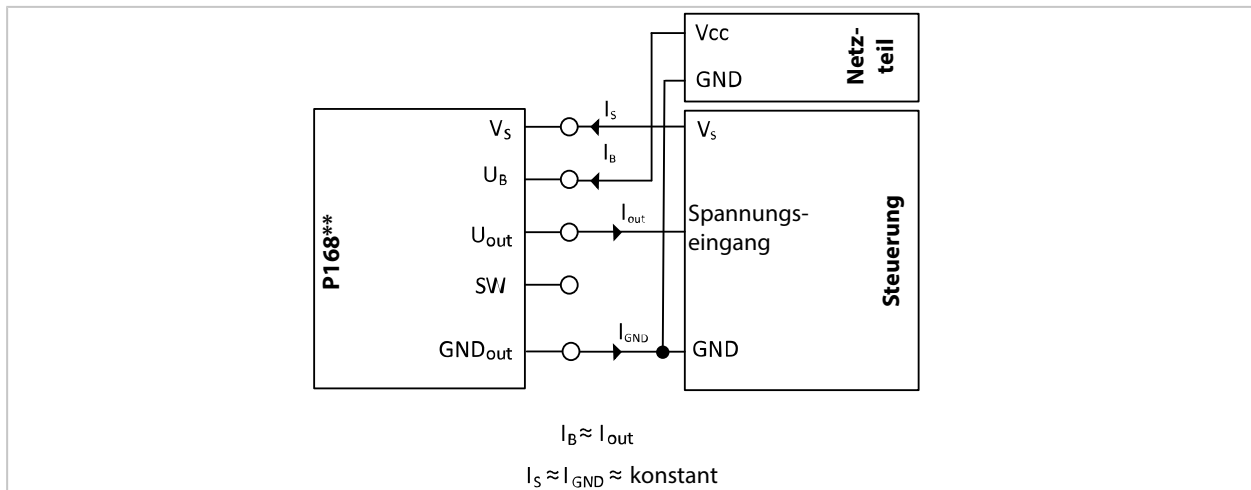 Vcc
GND
Netz-
teil
P168**
V_S
U_B
U_out
SW
GND_out
I_S
I_B
I_out
I_GND
V_s
Spannungs-
eingang
GND
Steuerung
I_B ≈ I_out
I_S ≈ I_GND ≈ konstant